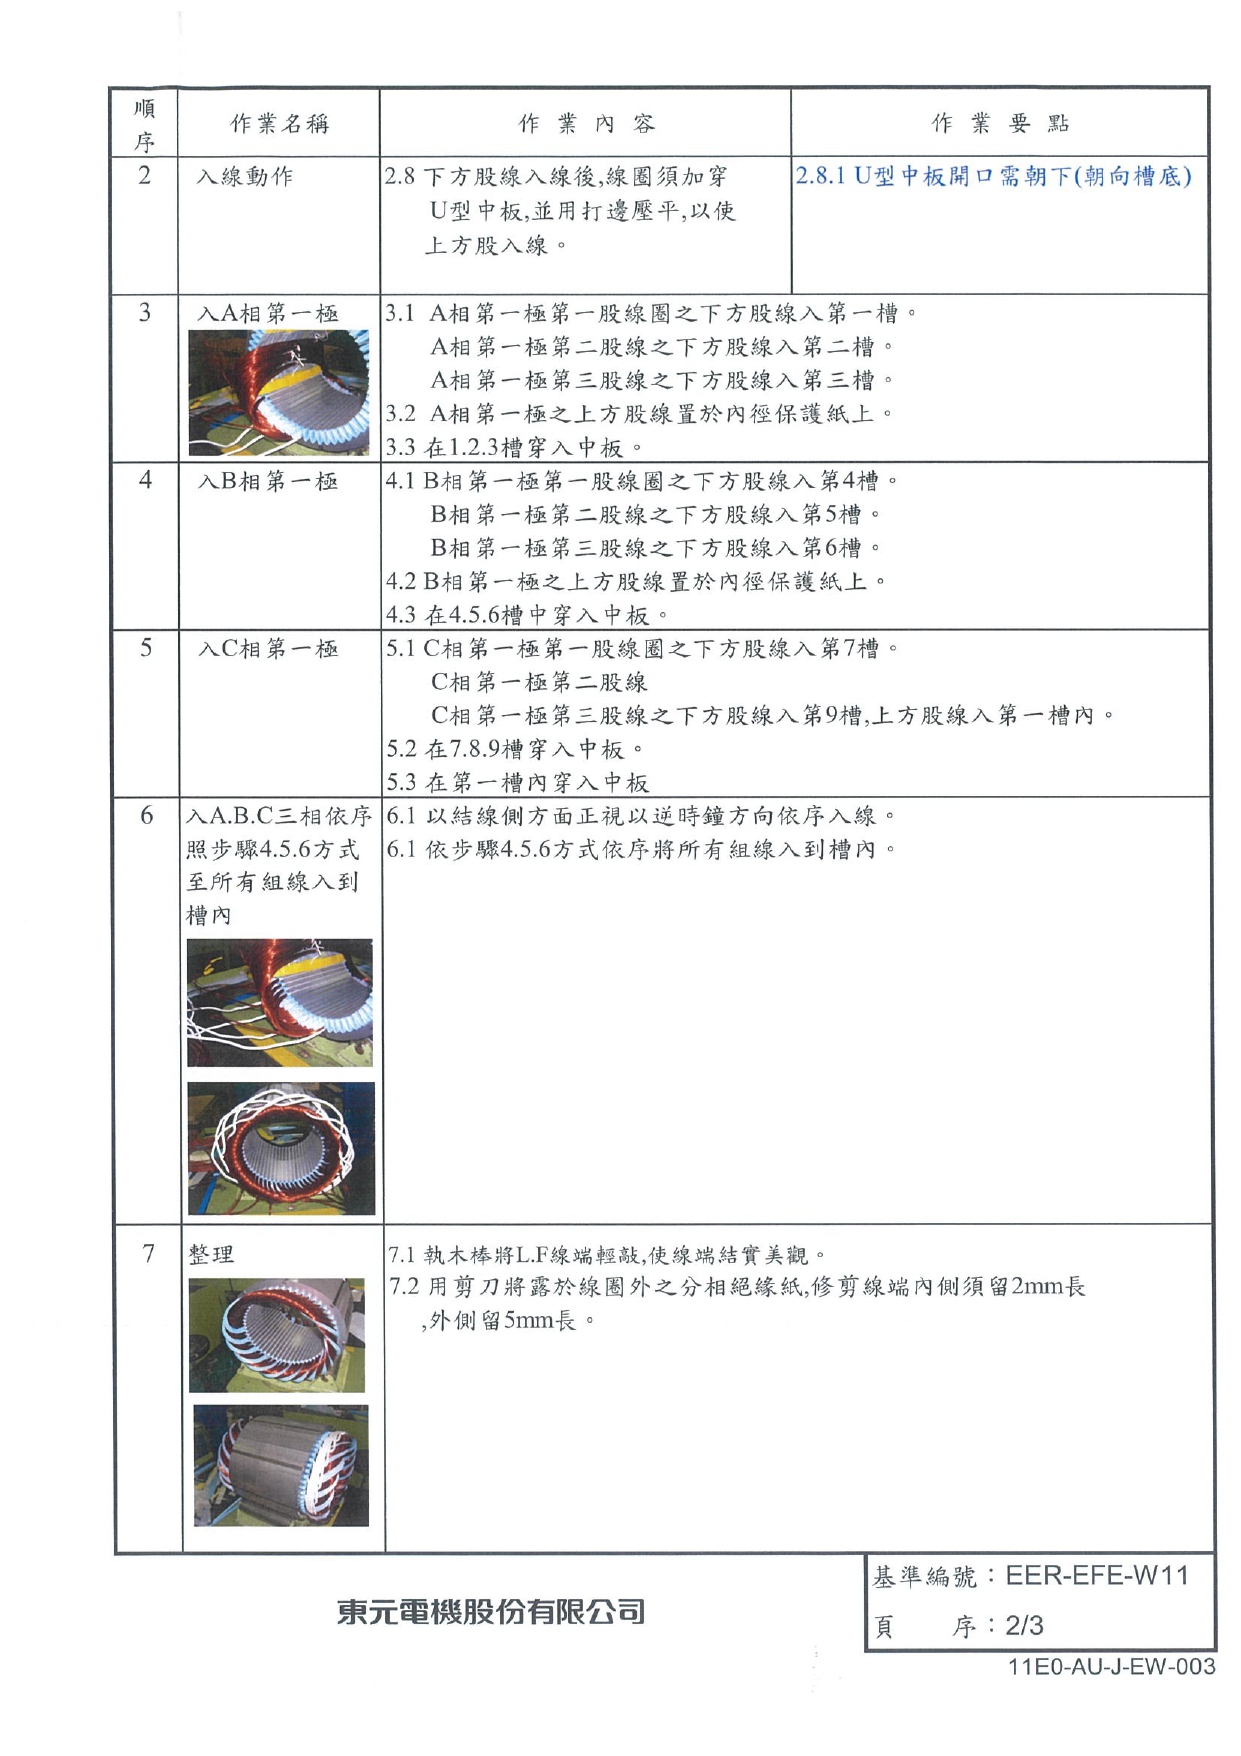 順序 作業名稱 作 業 內 容 作 業 要 點
2 入線動作 2.8 下方股線入線後,線圈須加穿 2.8.1 U型中板開口需朝下(朝向槽底)
U型中板,並用打邊壓平,以使
上方股入線。
3 入A相第一極 3.1 A相第一極第一股線圈之下方股線入第一槽。
A相第一極第二股線之下方股線入第二槽。
A相第一極第三股線之下方股線入第三槽。
3.2 A相第一極之上方股線置於內徑保護紙上。
3.3 在1.2.3槽穿入中板。
4 入B相第一極 4.1 B相第一極第一股線圈之下方股線入第4槽。
B相第一極第二股線之下方股線入第5槽。
B相第一極第三股線之下方股線入第6槽。
4.2 B相第一極之上方股線置於內徑保護紙上。
4.3 在4.5.6槽中穿入中板。
5 入C相第一極 5.1 C相第一極第一股線圈之下方股線入第7槽。
C相第一極第二股線
C相第一極第三股線之下方股線入第9槽,上方股線入第一槽內。
5.2 在7.8.9槽穿入中板。
5.3 在第一槽內穿入中板
6 入A.B.C三相依序 6.1 以結線側方面正視以逆時鐘方向依序入線。
照步驟4.5.6方式 6.1 依步驟4.5.6方式依序將所有組線入到槽內。
至所有組線入到
槽內
7 整理 7.1 執木棒將L.F線端輕敲,使線端結實美觀。
7.2 用剪刀將露於線圈外之分相絕緣紙,修剪線端內側須留2mm長
,外側留5mm長。
基準編號：EER-EFE-W11
東元電機股份有限公司
頁 序：2/3
11E0-AU-J-EW-003